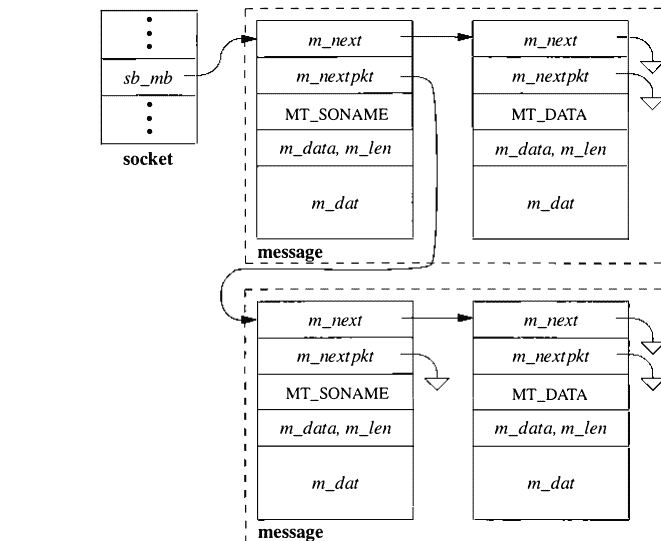 m_next
m_next
sb_mb
m_nextpkt
m_nextpkt
MT_SONAME
MT_DATA
socket
m_data, m_len
m_data, m_len
m_dat
m_dat
message
m_next
m_next
m_nextpkt
m_nextpkt
MT_SONAME
MT_DATA
m_data, m_len
m_data, m_len
m_dat
m_dat
message